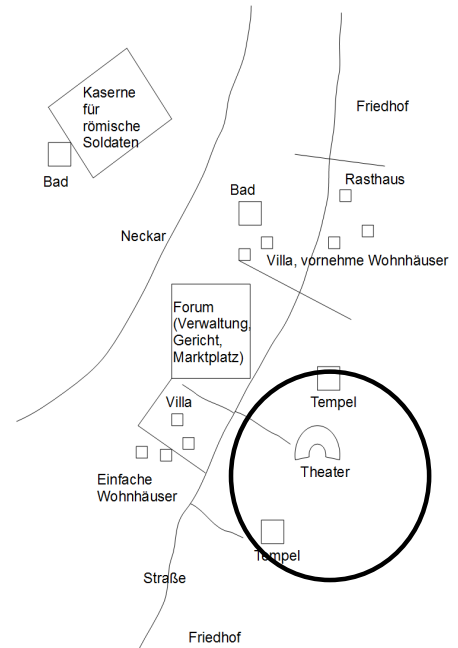 Kaserne
für
römische
Soldaten
Friedhof
Bad
Rasthaus
Bad
Neckar
Villa, vornehme Wohnhäuser
Forum
(Verwaltung,
Gericht,
Marktplatz)
Villa
Tempel
Theater
Einfache
Wohnhäuser
Tempel
Straße
Friedhof